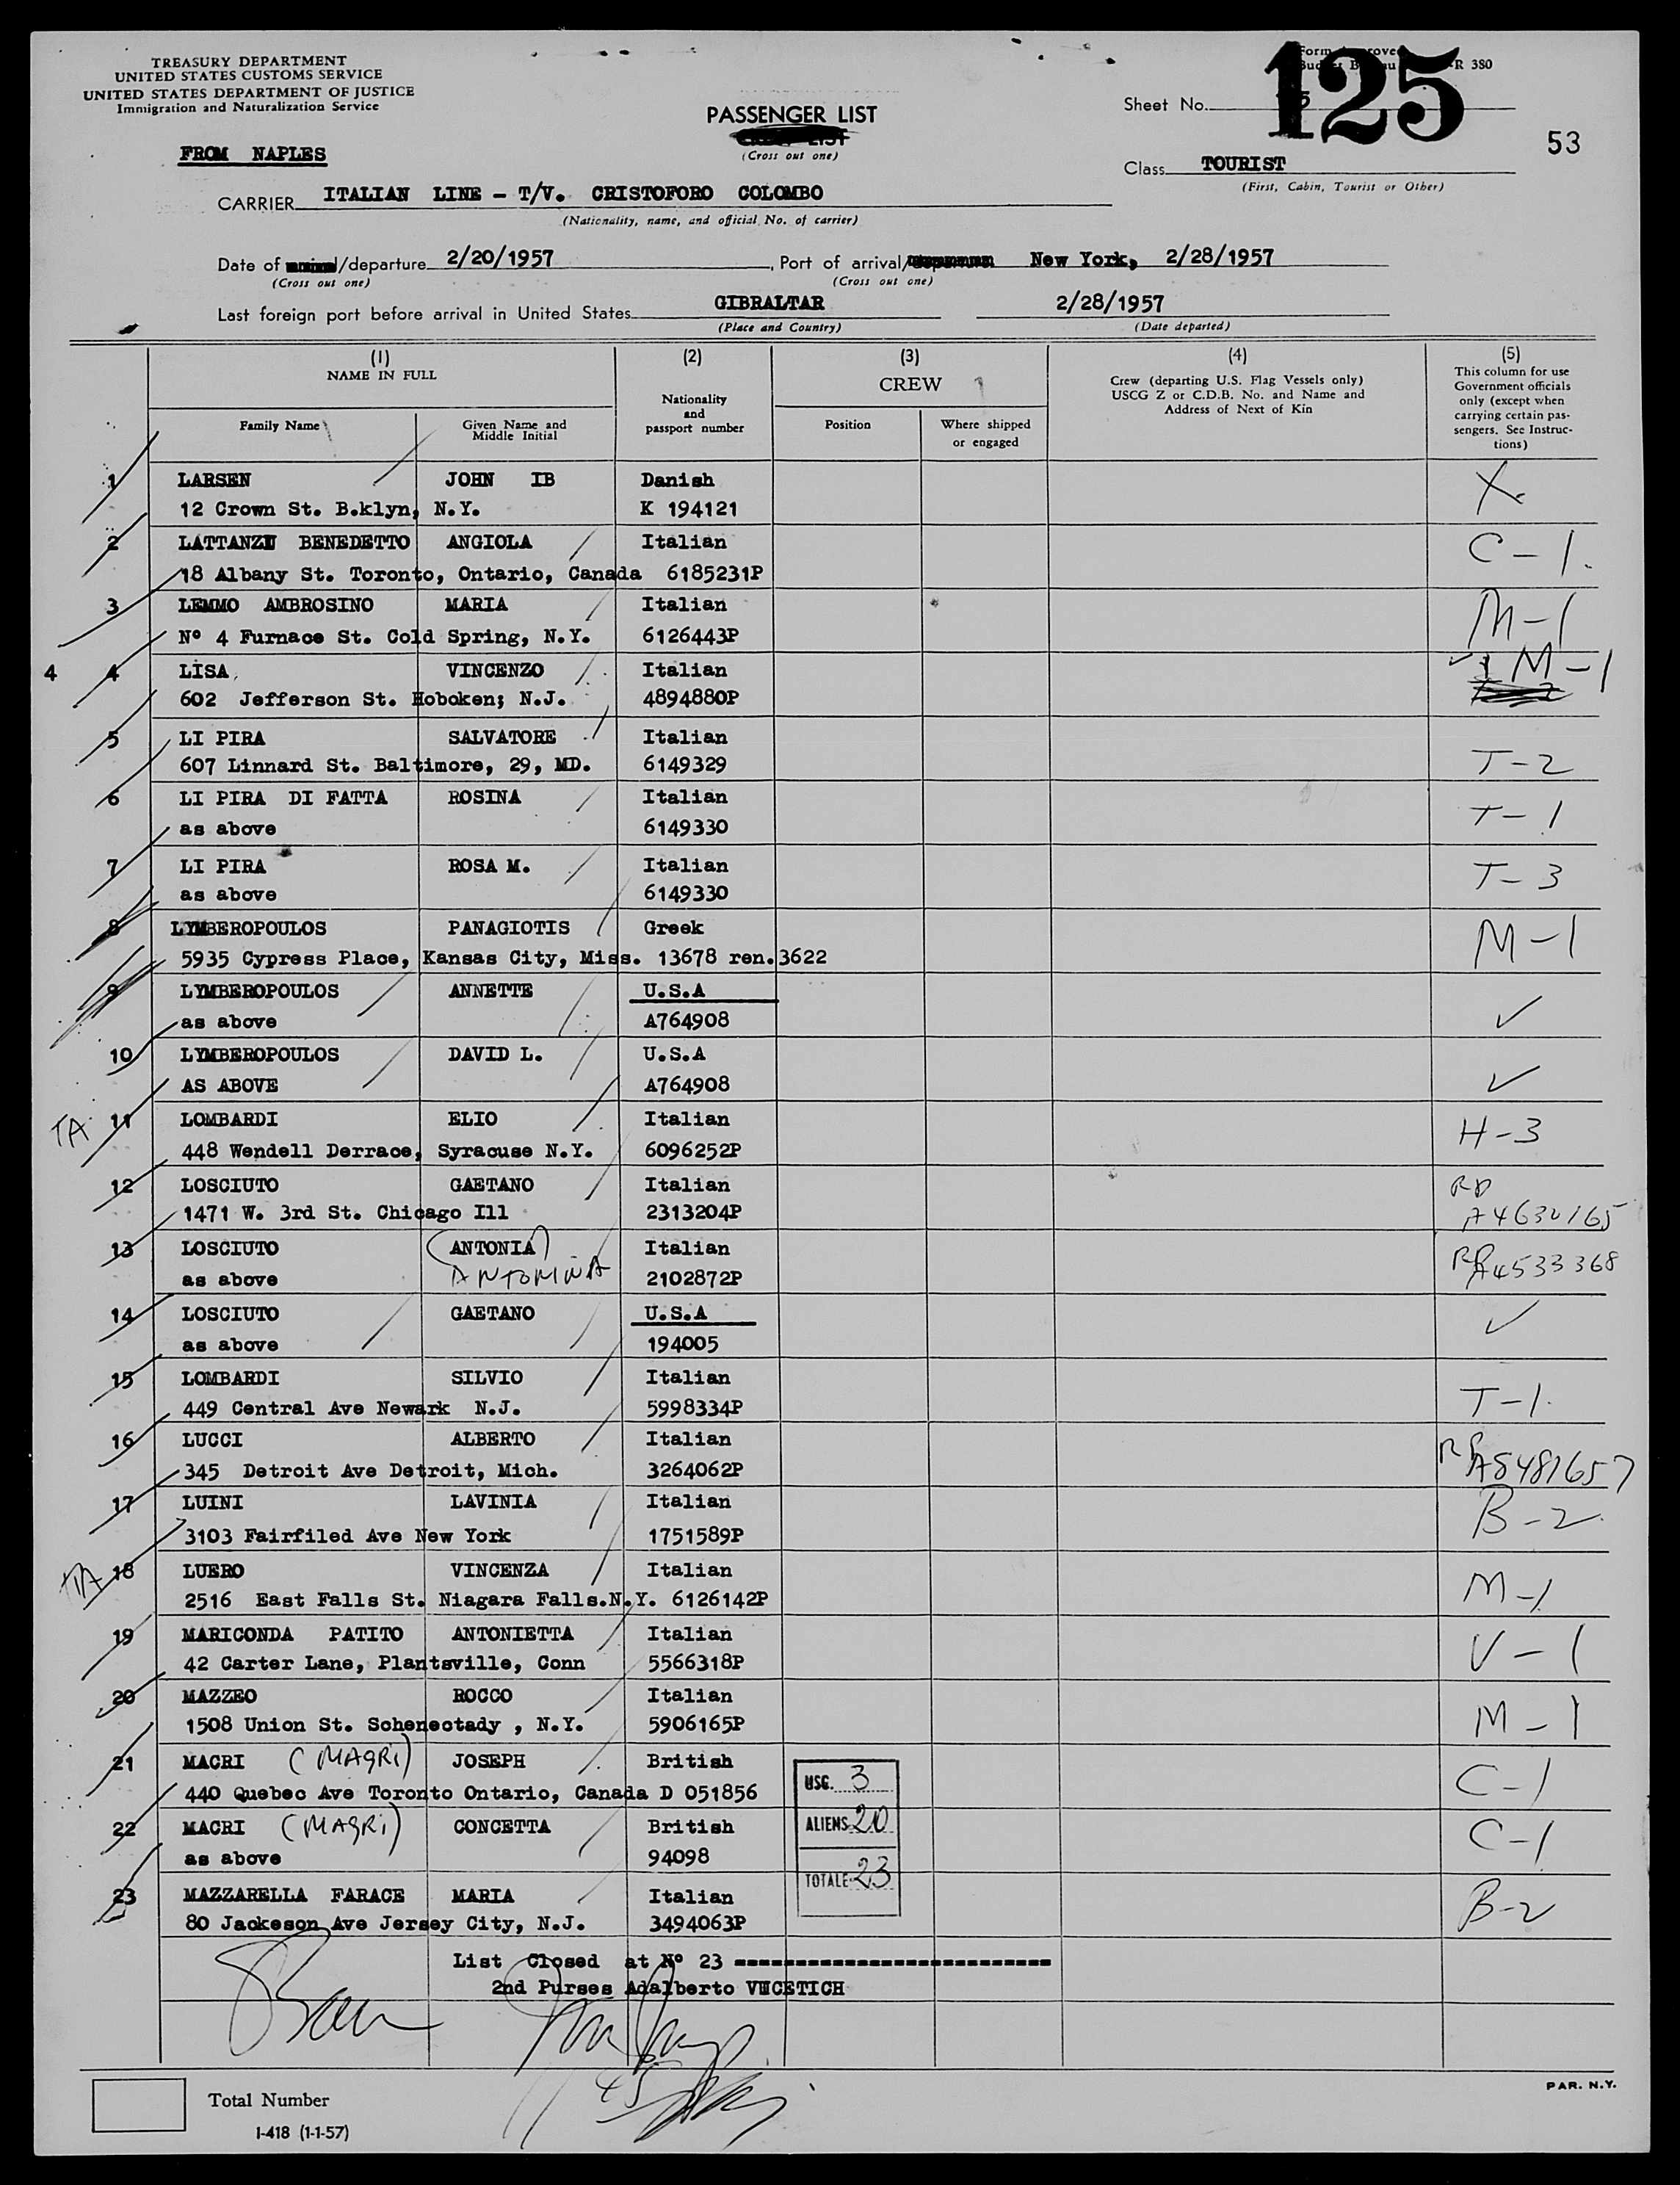 TREASURY DEPARTMENT
UNITED STATES CUSTOMS SERVICE
UNITED STATES DEPARTMENT OF JUSTICE
Immigration and Naturalization Service
R 380
PASSENGER LIST
(Cross out one)
Sheet No.
125
53
FROM NAPLES
Class TOURIST
(First, Cabin, Tourist or Other)
CARRIER ITALIAN LINE - T/V. CRISTOFORO COLOMBO
(Nationality, name, and official No. of carrier)
Date of /departure 2/20/1957, Port of arrival/ New York, 2/28/1957
(Cross out one) (Cross out one)
Last foreign port before arrival in United States GIBRALTAR 2/28/1957
(Place and Country) (Date departed)
(1) NAME IN FULL
Family Name
Given Name and Middle Initial
(2)
Nationality and passport number
(3)
CREW
Position
Where shipped or engaged
(4)
Crew (departing U.S. Flag Vessels only)
USCG Z or C.D.B. No. and Name and
Address of Next of Kin
(5)
This column for use
Government officials
only (except when
carrying certain pas-
sengers. See Instruc-
tions)
1 LARSEN JOHN IB Danish X
12 Crown St. B.klyn, N.Y. K 194121
2 LATTANZI BENEDETTO ANGIOLA Italian C-1.
18 Albany St. Toronto, Ontario, Canada 6185231P
3 LEMMO AMBROSINO MARIA Italian M-1
Nº 4 Furnace St. Cold Spring, N.Y. 6126443P
4 4 LISA, VINCENZO Italian M-1
602 Jefferson St. Hoboken; N.J. 4894880P
5 LI PIRA SALVATORE Italian
607 Linnard St. Baltimore, 29, MD. 6149329 T-2
6 LI PIRA DI FATTA ROSINA Italian T-1
as above 6149330
7 LI PIRA ROSA M. Italian T-3
as above 6149330
8 LYMBEROPOULOS PANAGIOTIS Greek M-1
5935 Cypress Place, Kansas City, Miss. 13678 ren.3622
9 LYMBEROPOULOS ANNETTE U.S.A
as above A764908 ✓
10 LYMBEROPOULOS DAVID L. U.S.A
AS ABOVE A764908 ✓
TA 11 LOMBARDI ELIO Italian H-3
448 Wendell Derrace, Syracuse N.Y. 6096252P
12 LOSCIUTO GAETANO Italian
1471 W. 3rd St. Chicago Ill 2313204P
13 LOSCIUTO (ANTONIA) Italian A4533368
as above ANTONINA 2102872P
14 LOSCIUTO GAETANO U.S.A ✓
as above 194005
15 LOMBARDI SILVIO Italian
449 Central Ave Newark N.J. 5998334P T-1.
16 LUCCI ALBERTO Italian
345 Detroit Ave Detroit, Mich. 3264062P A8481657
17 LUINI LAVINIA Italian B-2.
3103 Fairfiled Ave New York 1751589P
TA 18 LUERO VINCENZA Italian M-1
2516 East Falls St. Niagara Falls.N.Y. 6126142P
19 MARICONDA PATITO ANTONIETTA Italian V-1
42 Carter Lane, Plantsville, Conn 5566318P
20 MAZZEO ROCCO Italian M-1
1508 Union St. Schenectady , N.Y. 5906165P
21 MACRI (MAGRI) JOSEPH British C-1
440 Quebec Ave Toronto Ontario, Canada D 051856
22 MACRI (MAGRI) CONCETTA British C-1
as above 94098
23 MAZZARELLA FARACE MARIA Italian B-2
80 Jackeson Ave Jersey City, N.J. 3494063P
USC. 3
ALIENS 20
TOTALE 23
List Closed at Nº 23
2nd Purses Adalberto VUCETICH
45
Total Number
I-418 (1-1-57)
PAR. N.Y.